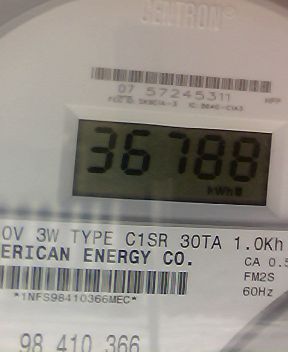 CENTRON®
07 57245311
36788
kWh
0V 3W TYPE C1SR 30TA 1.0Kh
ERICAN ENERGY CO.
CA 0.5
*1NFS98410366MEC*
FM2S
60Hz
98 410 366